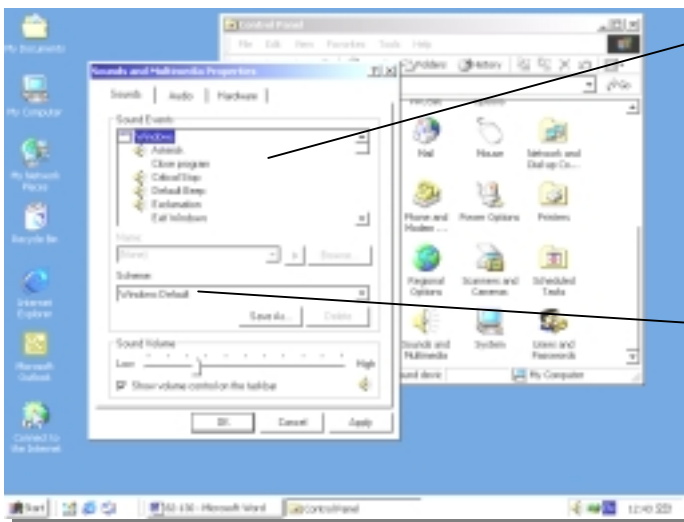 Control Panel
File Edit View Favorites Tools Help
Folders History
Go
My Documents
My Computer
My Network
Places
Recycle Bin
Internet
Explorer
Microsoft
Outlook
Connect to
the Internet
Sounds and Multimedia Properties
Sounds Audio Hardware
Sound Events
Windows
Asterisk
Close program
Critical Stop
Default Beep
Exclamation
Exit Windows
Name:
(None)
Browse...
Scheme:
Windows Default
Save As... Delete
Sound Volume
Low High
Show volume control on the taskbar
OK Cancel Apply
Options
Mail Mouse Network and
Dial-up Co...
Phone and
Modem ... Power Options Printers
Regional
Options Scanners and
Cameras Scheduled
Tasks
Sounds and
Multimedia System Users and
Passwords
My Computer
Start
Microsoft Word
Control Panel